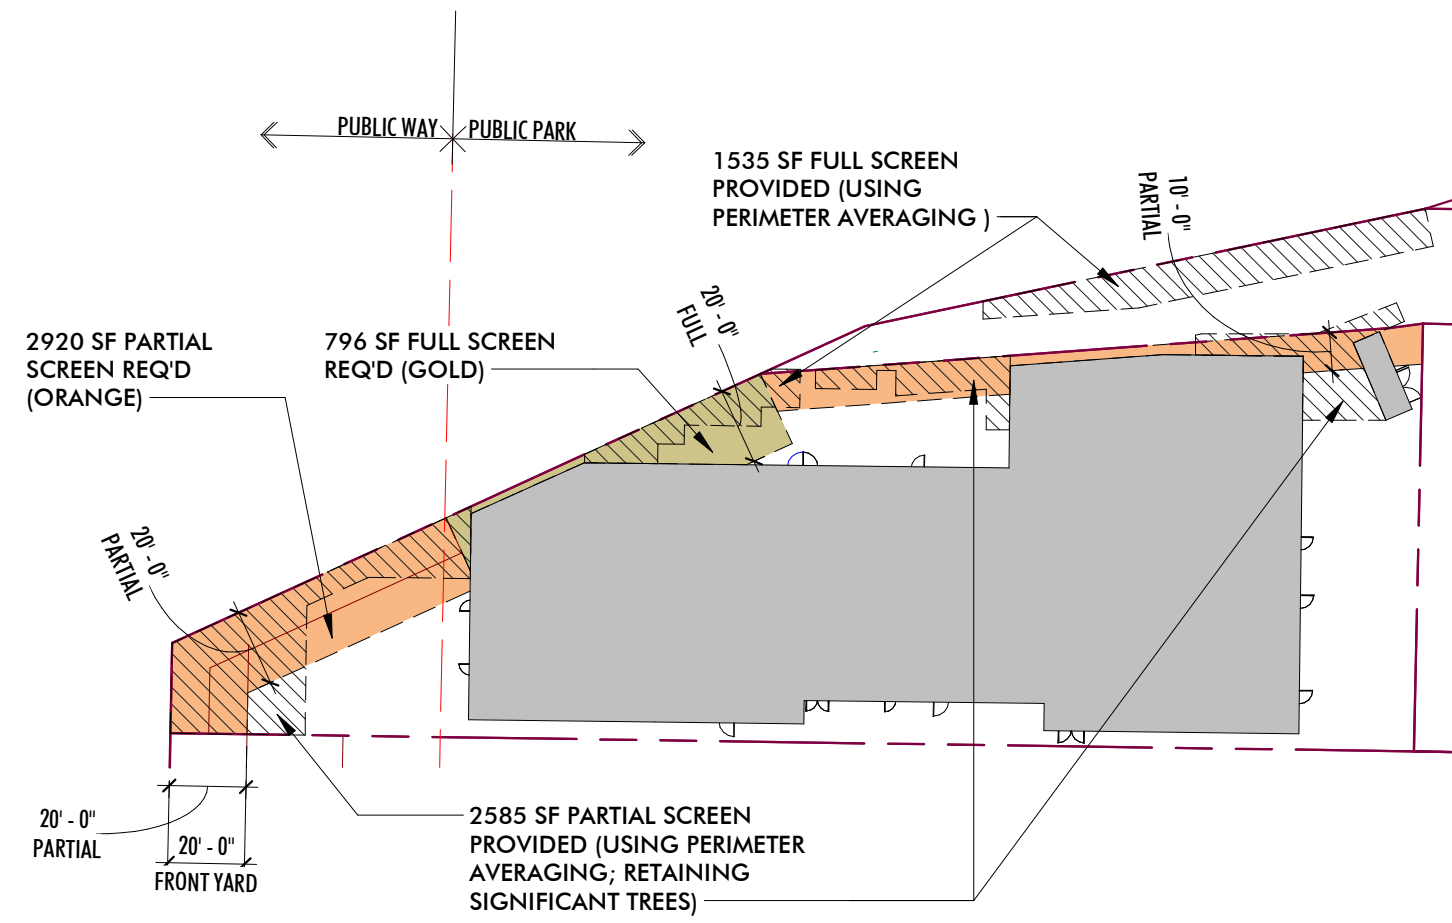 PUBLIC WAY
PUBLIC PARK
1535 SF FULL SCREEN
PROVIDED (USING
PERIMETER AVERAGING )
10' - 0"
PARTIAL
20' - 0"
FULL
2920 SF PARTIAL
SCREEN REQ'D
(ORANGE)
796 SF FULL SCREEN
REQ'D (GOLD)
20' - 0"
PARTIAL
20' - 0"
PARTIAL
20' - 0"
FRONT YARD
2585 SF PARTIAL SCREEN
PROVIDED (USING PERIMETER
AVERAGING; RETAINING
SIGNIFICANT TREES)